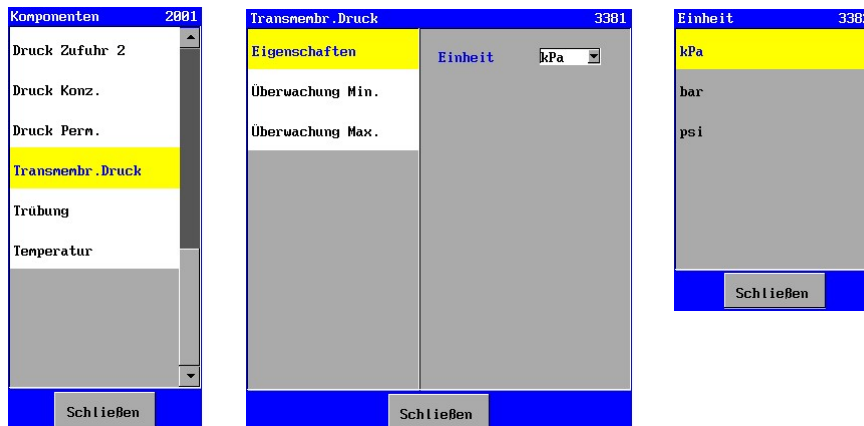 Komponenten 2001
Druck Zufuhr 2
Druck Konz.
Druck Perm.
Transmembr.Druck
Trübung
Temperatur
Schließen
Transmembr.Druck 3381
Eigenschaften
Überwachung Min.
Überwachung Max.
Einheit kPa
Schließen
Einheit
kPa
bar
psi
Schließen